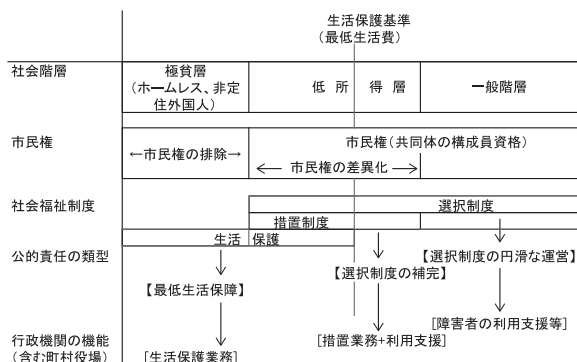 生活保護基準
(最低生活費)
社会階層
極貧層
(ホームレス、非定
住外国人)
低所得層
一般階層
市民権
←市民権の排除→
市民権(共同体の構成員資格)
市民権の差異化
社会福祉制度
選択制度
措置制度
生活保護
公的責任の類型
【最低生活保障】
【選択制度の補完】
【選択制度の円滑な運営】
行政機関の機能
(含む町村役場)
[生活保護業務]
[措置業務+利用支援]
[障害者の利用支援等]